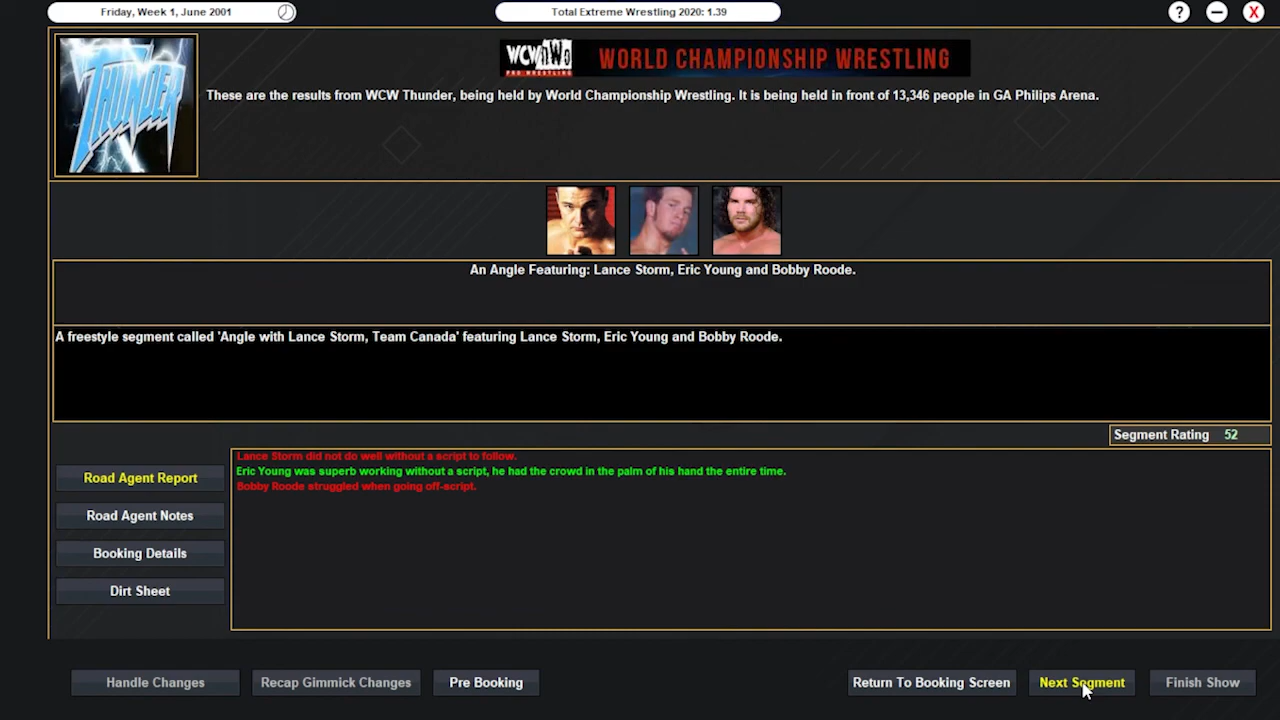 Friday, Week 1, June 2001
Total Extreme Wrestling 2020: 1.39
?
X
THUNDER
WCW nWo
PRO WRESTLING
WORLD CHAMPIONSHIP WRESTLING
These are the results from WCW Thunder, being held by World Championship Wrestling. It is being held in front of 13,346 people in GA Philips Arena.
An Angle Featuring: Lance Storm, Eric Young and Bobby Roode.
A freestyle segment called 'Angle with Lance Storm, Team Canada' featuring Lance Storm, Eric Young and Bobby Roode.
Segment Rating 52
Lance Storm did not do well without a script to follow.
Eric Young was superb working without a script, he had the crowd in the palm of his hand the entire time.
Bobby Roode struggled when going off-script.
Road Agent Report
Road Agent Notes
Booking Details
Dirt Sheet
Handle Changes
Recap Gimmick Changes
Pre Booking
Return To Booking Screen
Next Segment
Finish Show